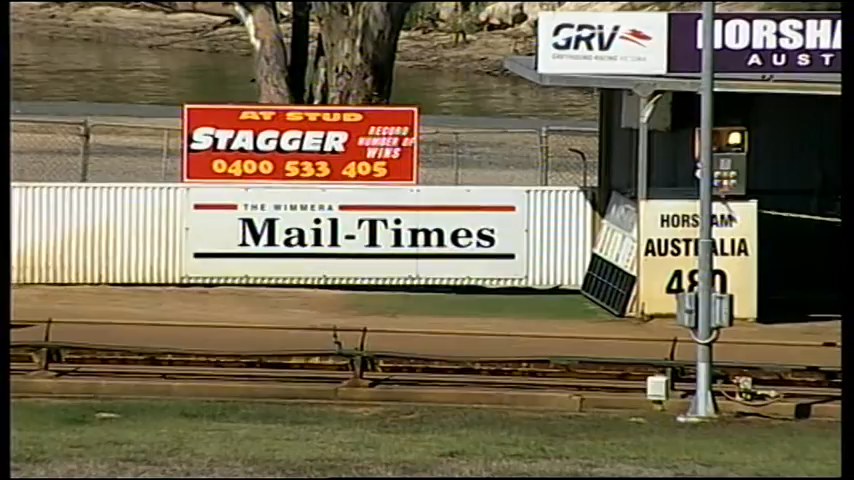 GRV
GREYHOUND RACING VICTORIA
HORSHA
AUST
AT STUD
STAGGER
RECORD
NUMBER OF
WINS
0400 533 405
THE WIMMERA
Mail-Times
HORSHAM
AUSTRALIA
480